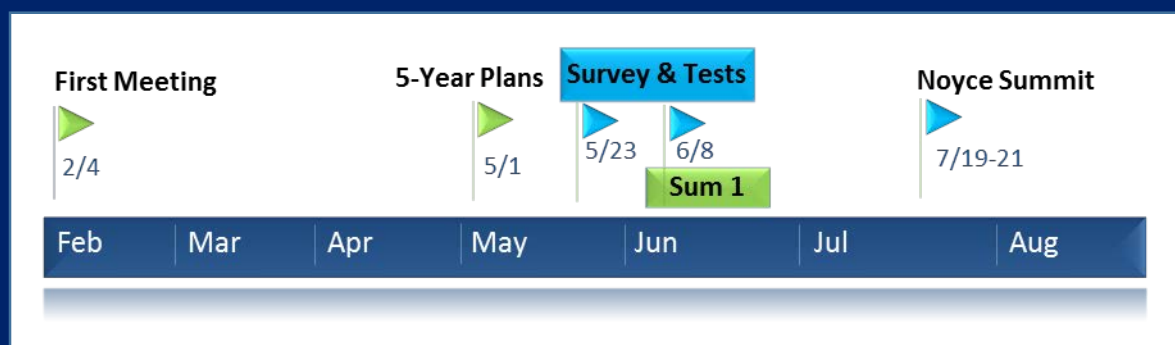 First Meeting
5-Year Plans
Survey & Tests
Noyce Summit
2/4
5/1
5/23
6/8
7/19-21
Sum 1
Feb
Mar
Apr
May
Jun
Jul
Aug